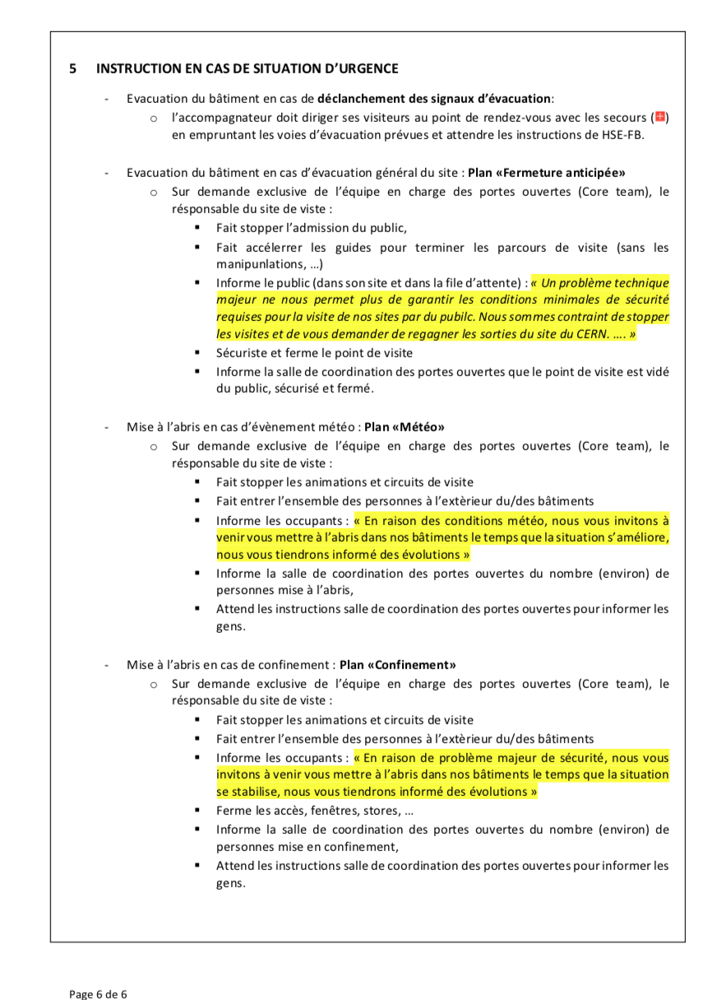 5 INSTRUCTION EN CAS DE SITUATION D’URGENCE
- Evacuation du bâtiment en cas de déclanchement des signaux d’évacuation:
o l’accompagnateur doit diriger ses visiteurs au point de rendez-vous avec les secours (+)
en empruntant les voies d’évacuation prévues et attendre les instructions de HSE-FB.
- Evacuation du bâtiment en cas d’évacuation général du site : Plan «Fermeture anticipée»
o Sur demande exclusive de l’équipe en charge des portes ouvertes (Core team), le
résponsable du site de viste :
▪ Fait stopper l’admission du public,
▪ Fait accélerrer les guides pour terminer les parcours de visite (sans les
manipunlations, …)
▪ Informe le public (dans son site et dans la file d’attente) : « Un problème technique
majeur ne nous permet plus de garantir les conditions minimales de sécurité
requises pour la visite de nos sites par du pubilc. Nous sommes contraint de stopper
les visites et de vous demander de regagner les sorties du site du CERN. …. »
▪ Sécuriste et ferme le point de visite
▪ Informe la salle de coordination des portes ouvertes que le point de visite est vidé
du public, sécurisé et fermé.
- Mise à l’abris en cas d’évènement météo : Plan «Météo»
o Sur demande exclusive de l’équipe en charge des portes ouvertes (Core team), le
résponsable du site de viste :
▪ Fait stopper les animations et circuits de visite
▪ Fait entrer l’ensemble des personnes à l’extèrieur du/des bâtiments
▪ Informe les occupants : « En raison des conditions météo, nous vous invitons à
venir vous mettre à l’abris dans nos bâtiments le temps que la situation s’améliore,
nous vous tiendrons informé des évolutions »
▪ Informe la salle de coordination des portes ouvertes du nombre (environ) de
personnes mise à l’abris,
▪ Attend les instructions salle de coordination des portes ouvertes pour informer les
gens.
- Mise à l’abris en cas de confinement : Plan «Confinement»
o Sur demande exclusive de l’équipe en charge des portes ouvertes (Core team), le
résponsable du site de viste :
▪ Fait stopper les animations et circuits de visite
▪ Fait entrer l’ensemble des personnes à l’extèrieur du/des bâtiments
▪ Informe les occupants : « En raison de problème majeur de sécurité, nous vous
invitons à venir vous mettre à l’abris dans nos bâtiments le temps que la situation
se stabilise, nous vous tiendrons informé des évolutions »
▪ Ferme les accès, fenêtres, stores, …
▪ Informe la salle de coordination des portes ouvertes du nombre (environ) de
personnes mise en confinement,
▪ Attend les instructions salle de coordination des portes ouvertes pour informer les
gens.
Page 6 de 6